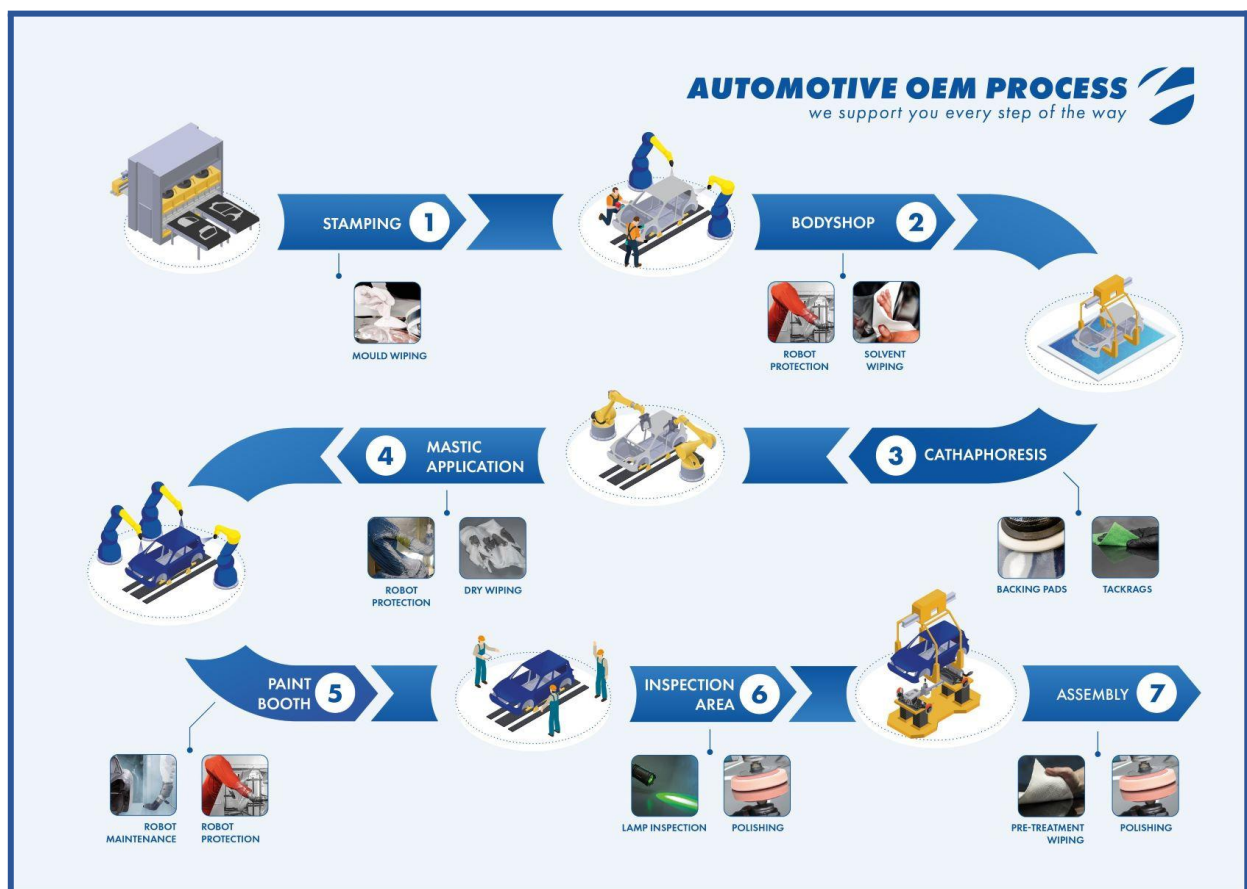 AUTOMOTIVE OEM PROCESS
we support you every step of the way
STAMPING 1
MOULD WIPING
BODYSHOP 2
ROBOT
PROTECTION
SOLVENT
WIPING
3 CATHAPHORESIS
BACKING PADS
TACKRAGS
4 MASTIC
APPLICATION
ROBOT
PROTECTION
DRY WIPING
PAINT
BOOTH 5
ROBOT
MAINTENANCE
ROBOT
PROTECTION
INSPECTION
AREA 6
LAMP INSPECTION
POLISHING
ASSEMBLY 7
PRE-TREATMENT
WIPING
POLISHING